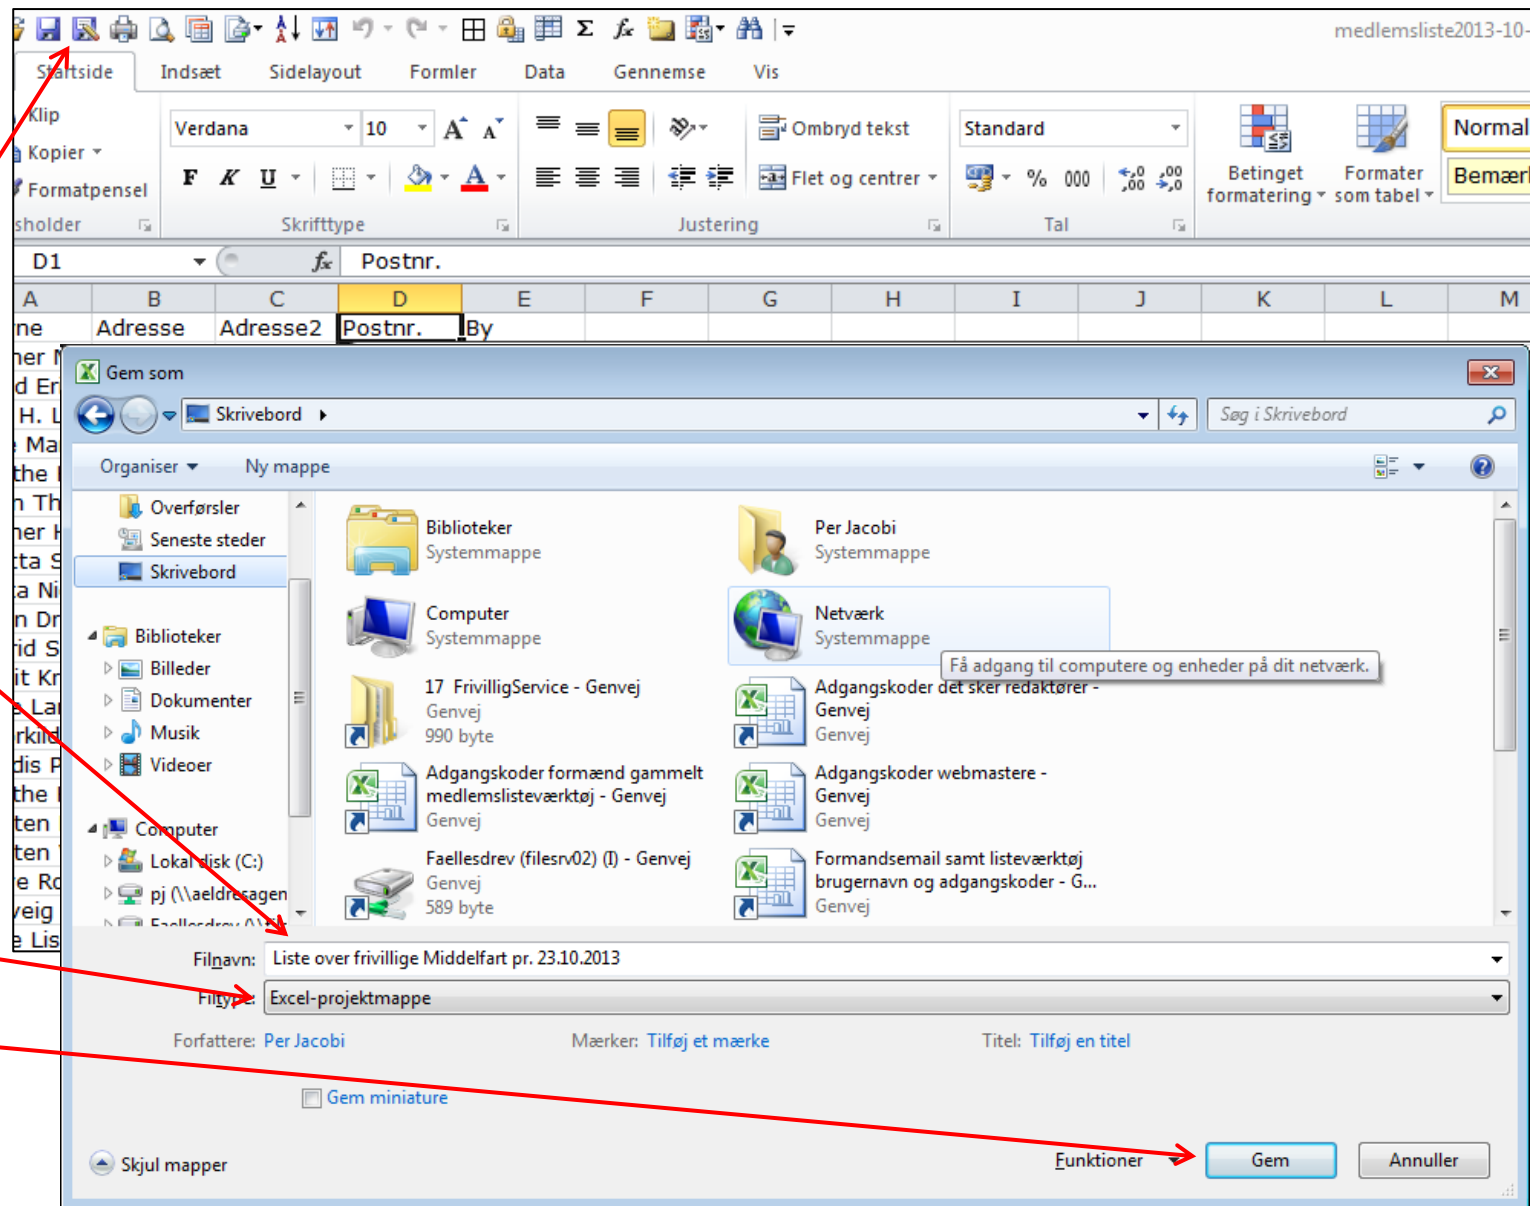 medlemsliste2013-10-
Startside Indsæt Sidelayout Formler Data Gennemse Vis
Klip
Kopier
Formatpensel
Verdana 10 A A
F K U
Ombryd tekst
Flet og centrer
Standard
% 000 ,00 ,00 ,0
Betinget formatering
Formater som tabel
Normal
Skrifttype Justering Tal
D1 fx Postnr.
A B C D E F G H I J K L M
Adresse Adresse2 Postnr. By
Gem som
Skrivebord
Søg i Skrivebord
Organiser Ny mappe
Overførsler
Seneste steder
Skrivebord
Biblioteker
Billeder
Dokumenter
Musik
Videoer
Computer
Lokal disk (C:)
pj (\\aeldresagen
Biblioteker
Systemmappe
Per Jacobi
Systemmappe
Computer
Systemmappe
Netværk
Systemmappe
Få adgang til computere og enheder på dit netværk.
17 FrivilligService - Genvej
Genvej
990 byte
Adgangskoder det sker redaktører -
Genvej
Genvej
Adgangskoder formænd gammelt
medlemslisteværktøj - Genvej
Genvej
Adgangskoder webmastere -
Genvej
Genvej
Faellesdrev (filesrv02) (I) - Genvej
Genvej
589 byte
Formandsemail samt listeværktøj
brugernavn og adgangskoder - G...
Genvej
Filnavn: Liste over frivillige Middelfart pr. 23.10.2013
Filtype: Excel-projektmappe
Forfattere: Per Jacobi Mærker: Tilføj et mærke Titel: Tilføj en titel
Gem miniature
Skjul mapper Funktioner Gem Annuller